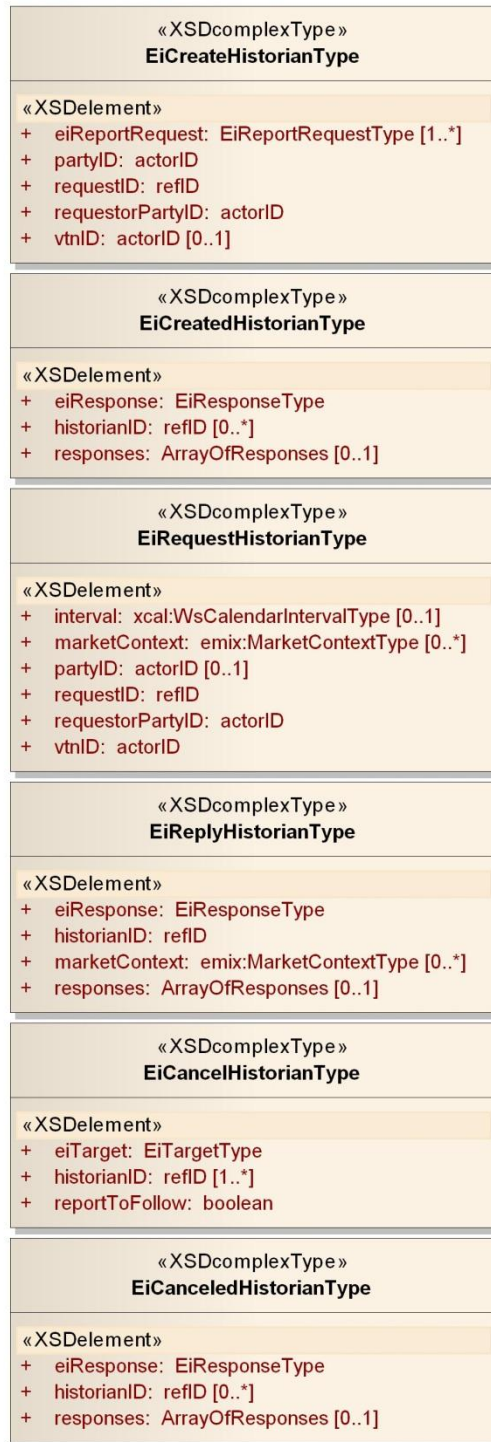 «XSDcomplexType»
EiCreateHistorianType
«XSDelement»
+ eiReportRequest: EiReportRequestType [1..*]
+ partyID: actorID
+ requestID: refID
+ requestorPartyID: actorID
+ vtnID: actorID [0..1]
«XSDcomplexType»
EiCreatedHistorianType
«XSDelement»
+ eiResponse: EiResponseType
+ historianID: refID [0..*]
+ responses: ArrayOfResponses [0..1]
«XSDcomplexType»
EiRequestHistorianType
«XSDelement»
+ interval: xcal:WsCalendarIntervalType [0..1]
+ marketContext: emix:MarketContextType [0..*]
+ partyID: actorID [0..1]
+ requestID: refID
+ requestorPartyID: actorID
+ vtnID: actorID
«XSDcomplexType»
EiReplyHistorianType
«XSDelement»
+ eiResponse: EiResponseType
+ historianID: refID
+ marketContext: emix:MarketContextType [0..*]
+ responses: ArrayOfResponses [0..1]
«XSDcomplexType»
EiCancelHistorianType
«XSDelement»
+ eiTarget: EiTargetType
+ historianID: refID [1..*]
+ reportToFollow: boolean
«XSDcomplexType»
EiCanceledHistorianType
«XSDelement»
+ eiResponse: EiResponseType
+ historianID: refID [0..*]
+ responses: ArrayOfResponses [0..1]